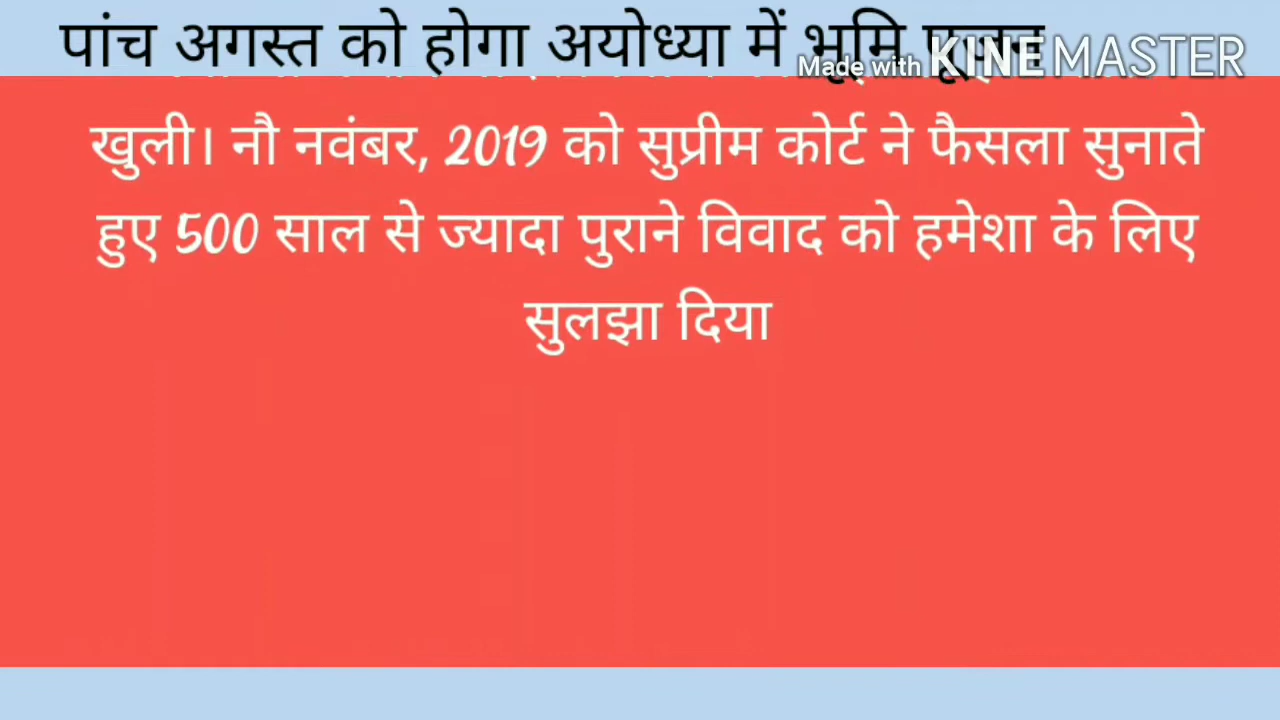 पांच अगस्त को होगा अयोध्या में भूमि
Made with KINEMASTER
खुली। नौ नवंबर, 2019 को सुप्रीम कोर्ट ने फैसला सुनाते
हुए 500 साल से ज्यादा पुराने विवाद को हमेशा के लिए
सुलझा दिया